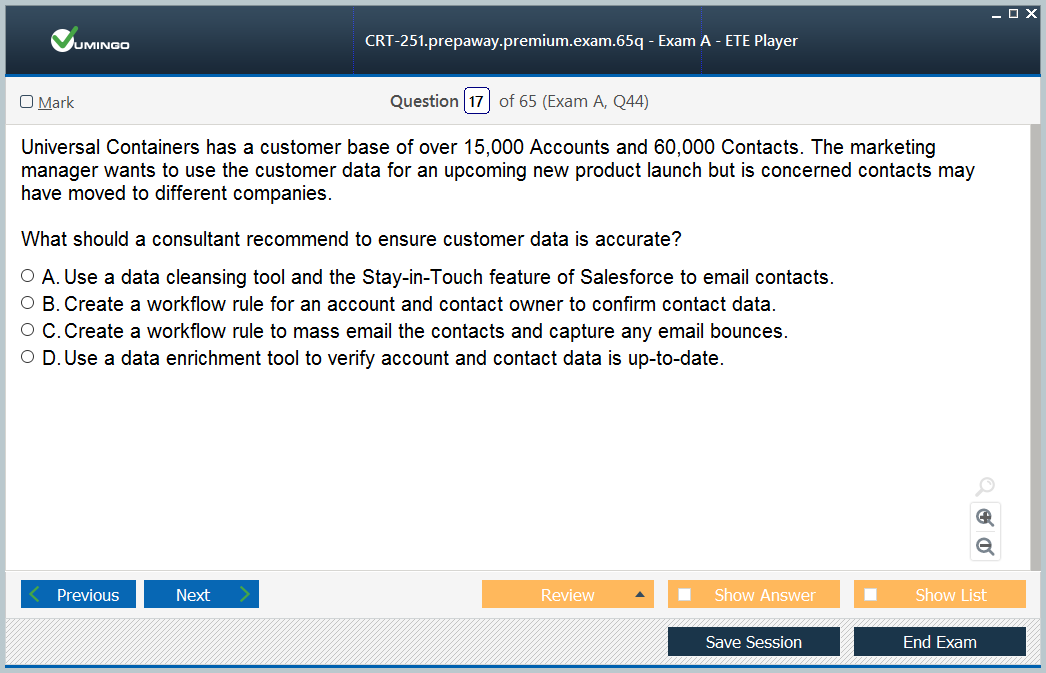 VUMINGO
CRT-251.prepaway.premium.exam.65q - Exam A - ETE Player
Mark
Question 17 of 65 (Exam A, Q44)
Universal Containers has a customer base of over 15,000 Accounts and 60,000 Contacts. The marketing
manager wants to use the customer data for an upcoming new product launch but is concerned contacts may
have moved to different companies.
What should a consultant recommend to ensure customer data is accurate?
A. Use a data cleansing tool and the Stay-in-Touch feature of Salesforce to email contacts.
B. Create a workflow rule for an account and contact owner to confirm contact data.
C. Create a workflow rule to mass email the contacts and capture any email bounces.
D. Use a data enrichment tool to verify account and contact data is up-to-date.
Previous Next Review Show Answer Show List
Save Session End Exam